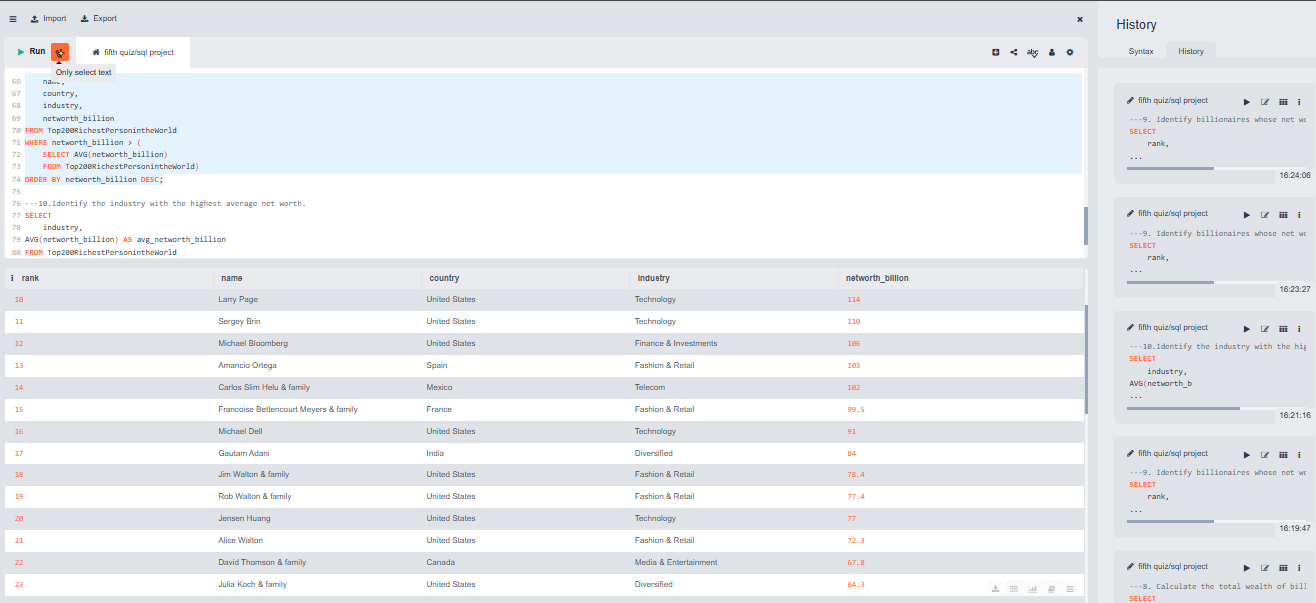 Import Export
Run fifth quiz/sql project
abc
Only select text
66 name,
67 country,
68 industry,
69 networth_billion
70 FROM Top200RichestPersonintheWorld
71 WHERE networth_billion > (
72 SELECT AVG(networth_billion)
73 FROM Top200RichestPersonintheWorld)
74 ORDER BY networth_billion DESC;
75
76 ---10.Identify the industry with the highest average net worth.
77 SELECT
78 industry,
79 AVG(networth_billion) AS avg_networth_billion
80 FROM Top200RichestPersonintheWorld
i rank name country industry networth_billion
10 Larry Page United States Technology 114
11 Sergey Brin United States Technology 110
12 Michael Bloomberg United States Finance & Investments 106
13 Amancio Ortega Spain Fashion & Retail 103
14 Carlos Slim Helu & family Mexico Telecom 102
15 Francoise Bettencourt Meyers & family France Fashion & Retail 99.5
16 Michael Dell United States Technology 91
17 Gautam Adani India Diversified 84
18 Jim Walton & family United States Fashion & Retail 78.4
19 Rob Walton & family United States Fashion & Retail 77.4
20 Jensen Huang United States Technology 77
21 Alice Walton United States Fashion & Retail 72.3
22 David Thomson & family Canada Media & Entertainment 67.8
23 Julia Koch & family United States Diversified 64.3
History
Syntax History
fifth quiz/sql project
---9. Identify billionaires whose net wo
SELECT
rank,
...
16:24:06
fifth quiz/sql project
---9. Identify billionaires whose net wo
SELECT
rank,
...
16:23:27
fifth quiz/sql project
---10.Identify the industry with the hig
SELECT
industry,
AVG(networth_b
...
16:21:16
fifth quiz/sql project
---9. Identify billionaires whose net wo
SELECT
rank,
...
16:19:47
fifth quiz/sql project
---8. Calculate the total wealth of bill
SELECT